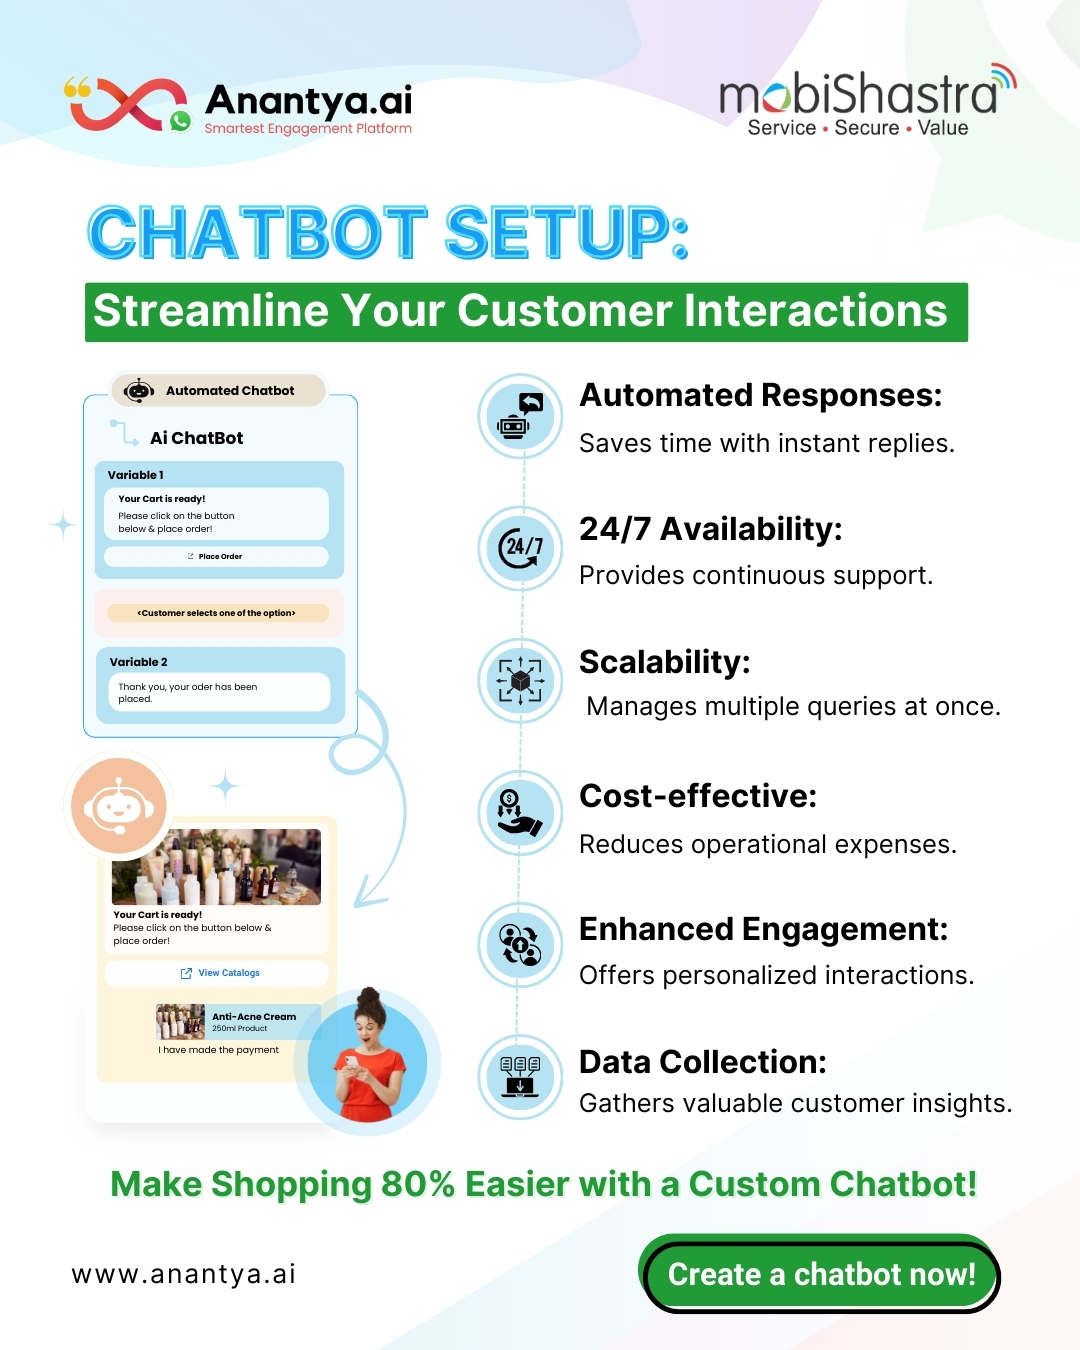 Anantya.ai
Smartest Engagement Platform
mobiShastra
Service • Secure • Value
CHATBOT SETUP:
Streamline Your Customer Interactions
Automated Chatbot
Ai ChatBot
Variable 1
Your Cart is ready!
Please click on the button
below & place order!
Place Order
<Customer selects one of the option>
Variable 2
Thank you, your oder has been
placed.
Your Cart is ready!
Please click on the button below &
place order!
View Catalogs
Anti-Acne Cream
250ml Product
I have made the payment
Automated Responses:
Saves time with instant replies.
24/7
24/7 Availability:
Provides continuous support.
Scalability:
Manages multiple queries at once.
$
Cost-effective:
Reduces operational expenses.
Enhanced Engagement:
Offers personalized interactions.
Data Collection:
Gathers valuable customer insights.
Make Shopping 80% Easier with a Custom Chatbot!
www.anantya.ai
Create a chatbot now!